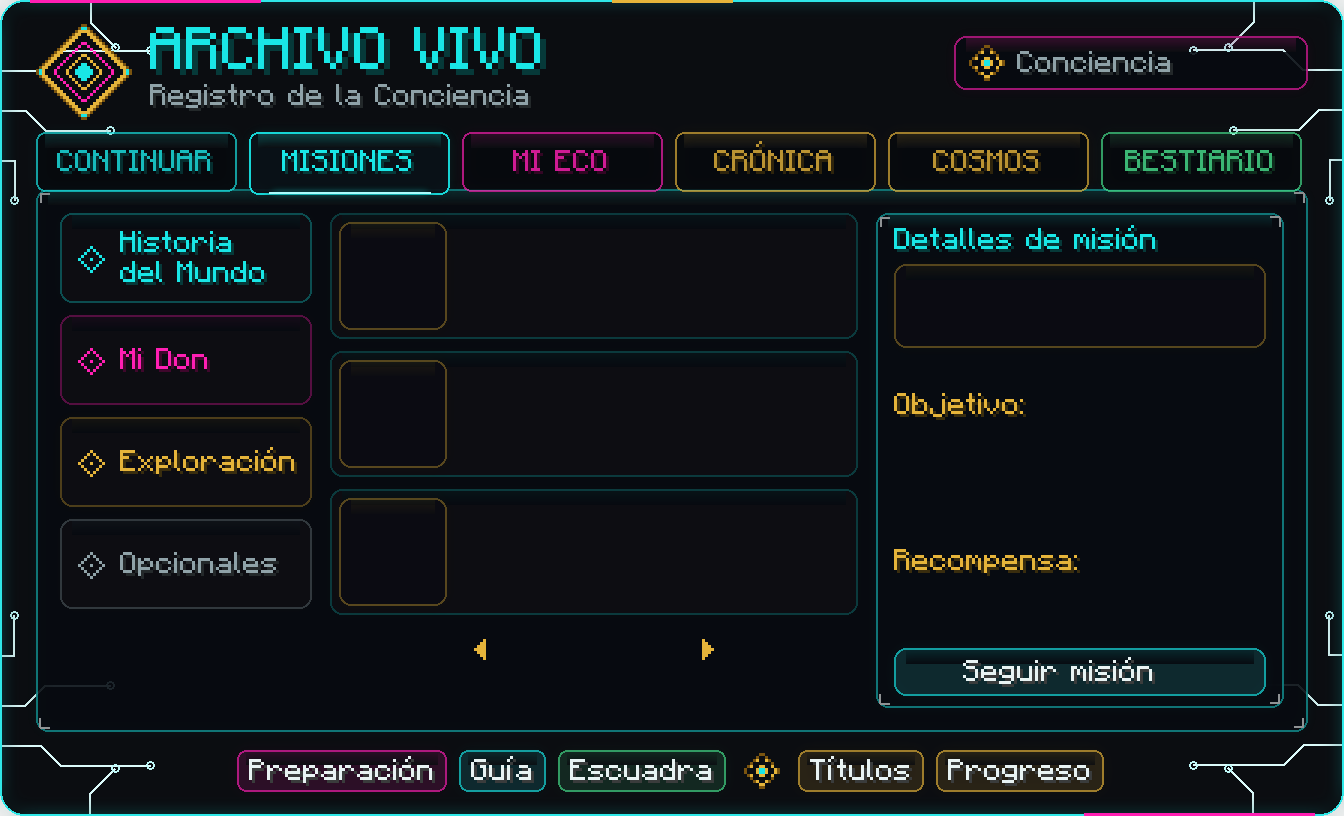 ARCHIVO VIVO
Registro de la Conciencia
Conciencia
CONTINUAR
MISIONES
MI ECO
CRÓNICA
COSMOS
BESTIARIO
Historia
del Mundo
Mi Don
Exploración
Opcionales
Detalles de misión
Objetivo:
Recompensa:
Seguir misión
Preparación
Guía
Escuadra
Títulos
Progreso